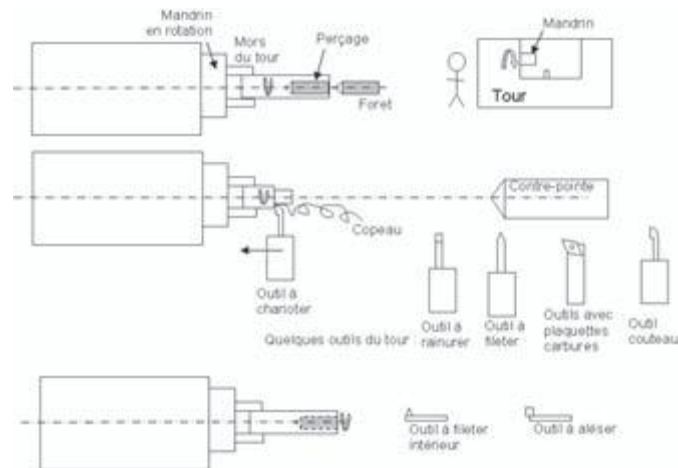 Mandrin
en rotation
Mors
du tour
Perçage
Foret
Mandrin
Tour
Contre-pointe
Copeau
Outil à
charioter
Quelques outils du tour :
Outil à
rainurer
Outil à
fileter
Outils avec
plaquettes
carbures
Outil
couteau
Outil à fileter
intérieur
Outil à aléser